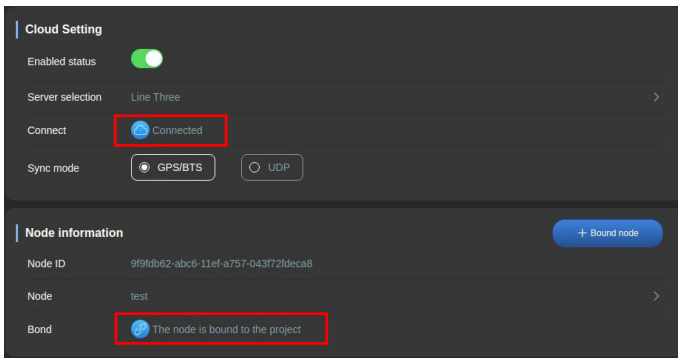 Cloud Setting
Enabled status
Server selection Line Three
Connect Connected
Sync mode GPS/BTS UDP
Node information + Bound node
Node ID 9f9fdb62-abc6-11ef-a757-043f72fdeca8
Node test
Bond The node is bound to the project